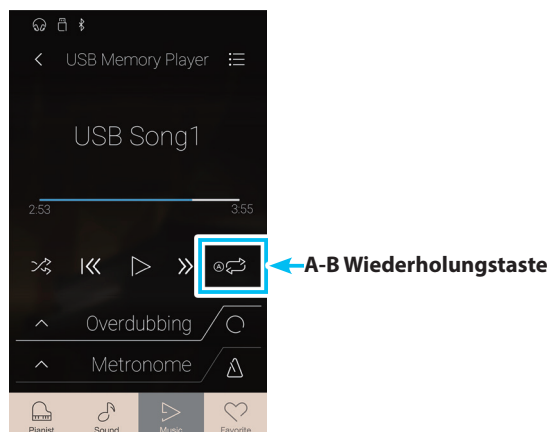 USB Memory Player
USB Song1
2:53 3:55
A
A-B Wiederholungstaste
Overdubbing
Metronome
Pianist Sound Music Favorite